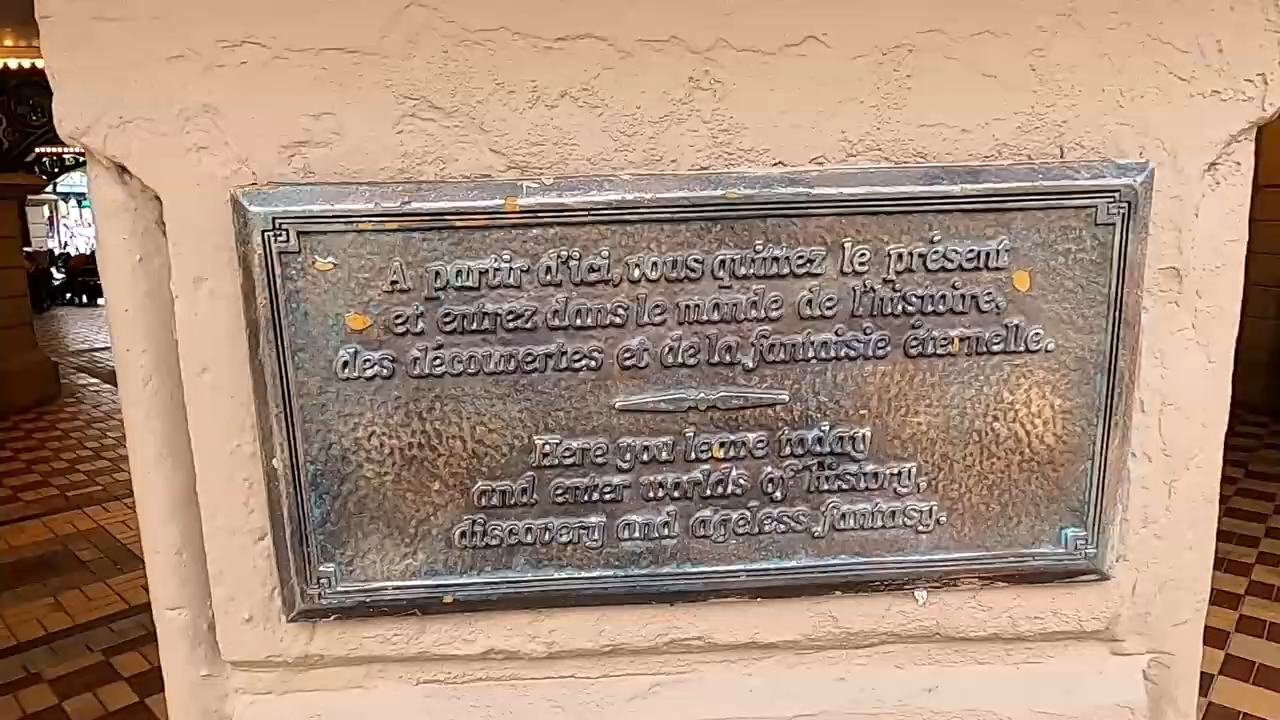 A partir d'ici, vous quittez le présent
et entrez dans le monde de l'histoire,
des découvertes et de la fantaisie éternelle.
Here you leave today
and enter worlds of history,
discovery and ageless fantasy.